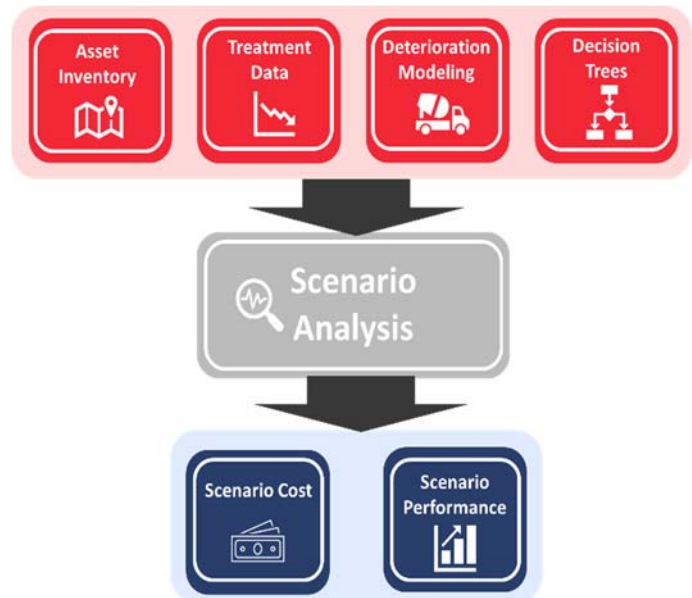 Asset
Inventory
Treatment
Data
Deterioration
Modeling
Decision
Trees
Scenario
Analysis
Scenario Cost
Scenario
Performance